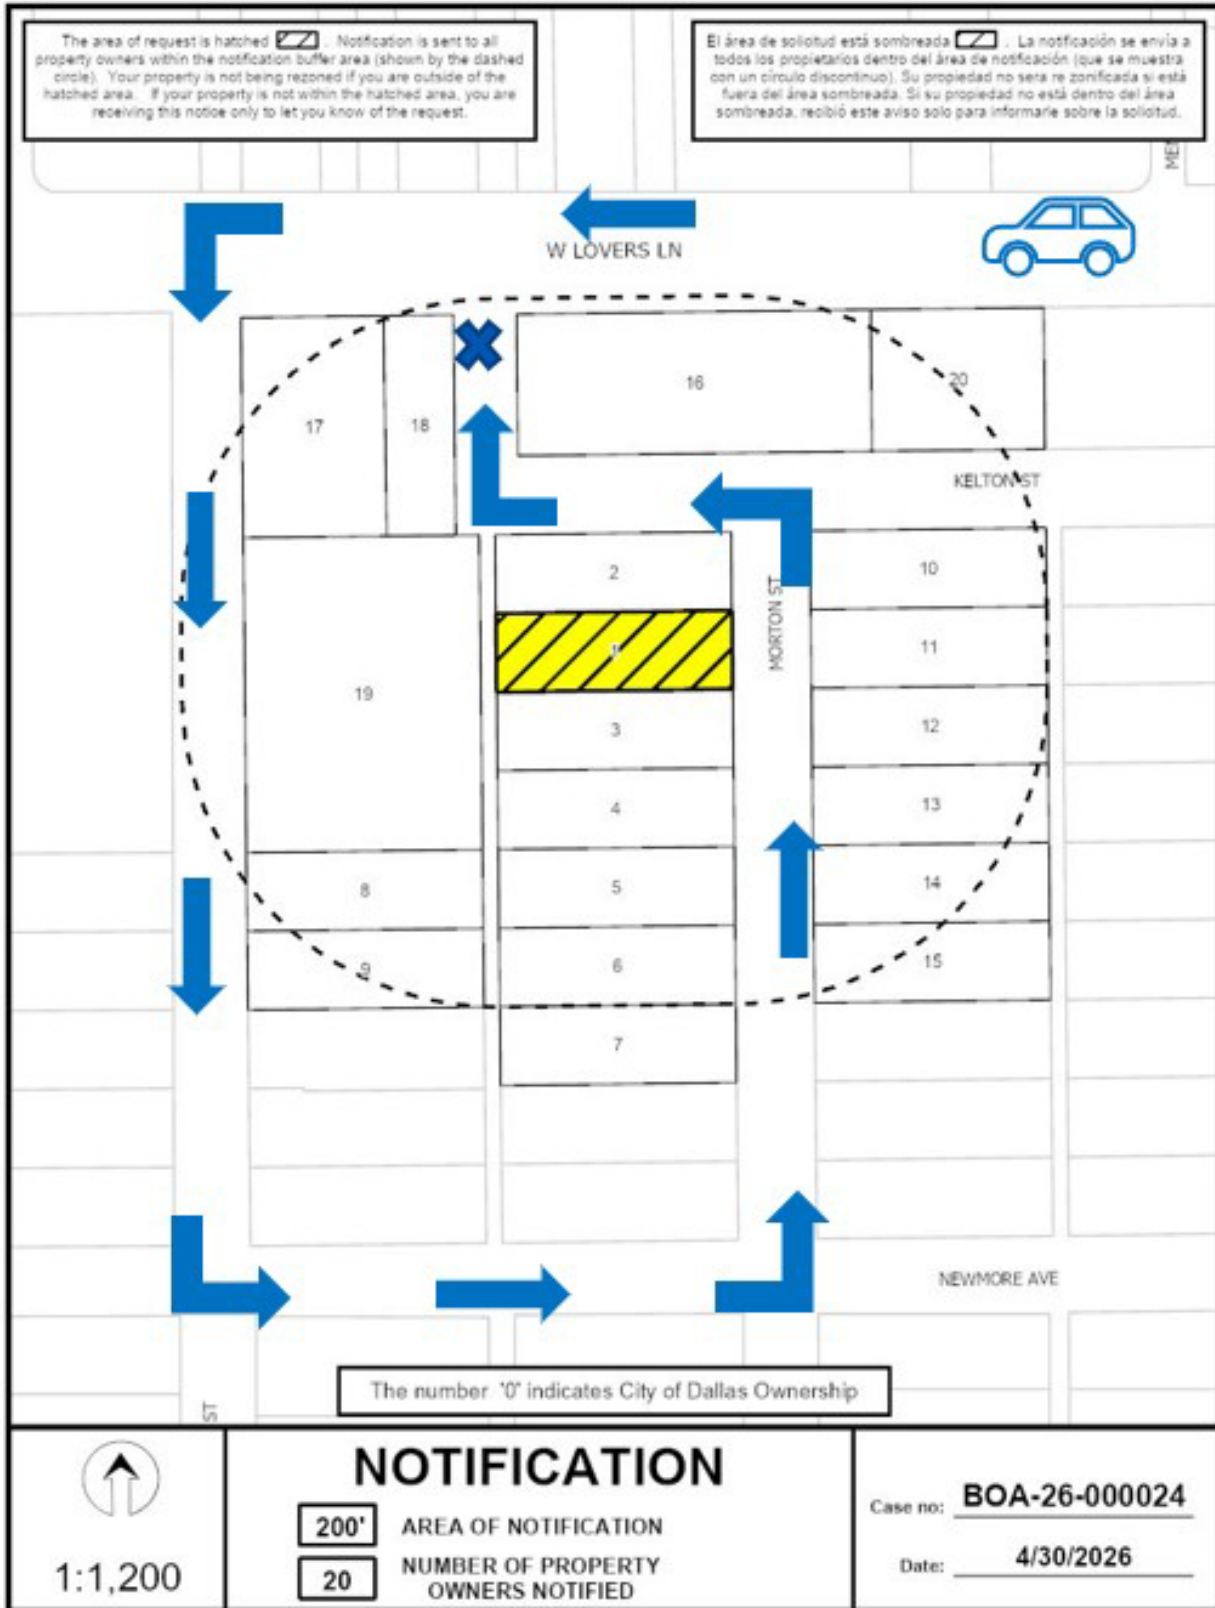 The area of request is hatched . Notification is sent to all
property owners within the notification buffer area (shown by the dashed
circle). Your property is not being rezoned if you are outside of the
hatched area. If your property is not within the hatched area, you are
receiving this notice only to let you know of the request.
El área de solicitud está sombreada . La notificación se envía a
todos los propietarios dentro del área de notificación (que se muestra
con un círculo discontinuo). Su propiedad no sera re zonificada si está
fuera del área sombreada. Si su propiedad no está dentro del área
sombreada, recibió este aviso solo para informarle sobre la solicitud.
W LOVERS LN
16
20
17
18
KELTON ST
2
10
MORTON ST
1
11
19
3
12
4
13
8
5
14
9
6
15
7
NEWMORE AVE
The number '0' indicates City of Dallas Ownership
ST
NOTIFICATION
200' AREA OF NOTIFICATION
20 NUMBER OF PROPERTY
OWNERS NOTIFIED
1:1,200
Case no: BOA-26-000024
Date: 4/30/2026